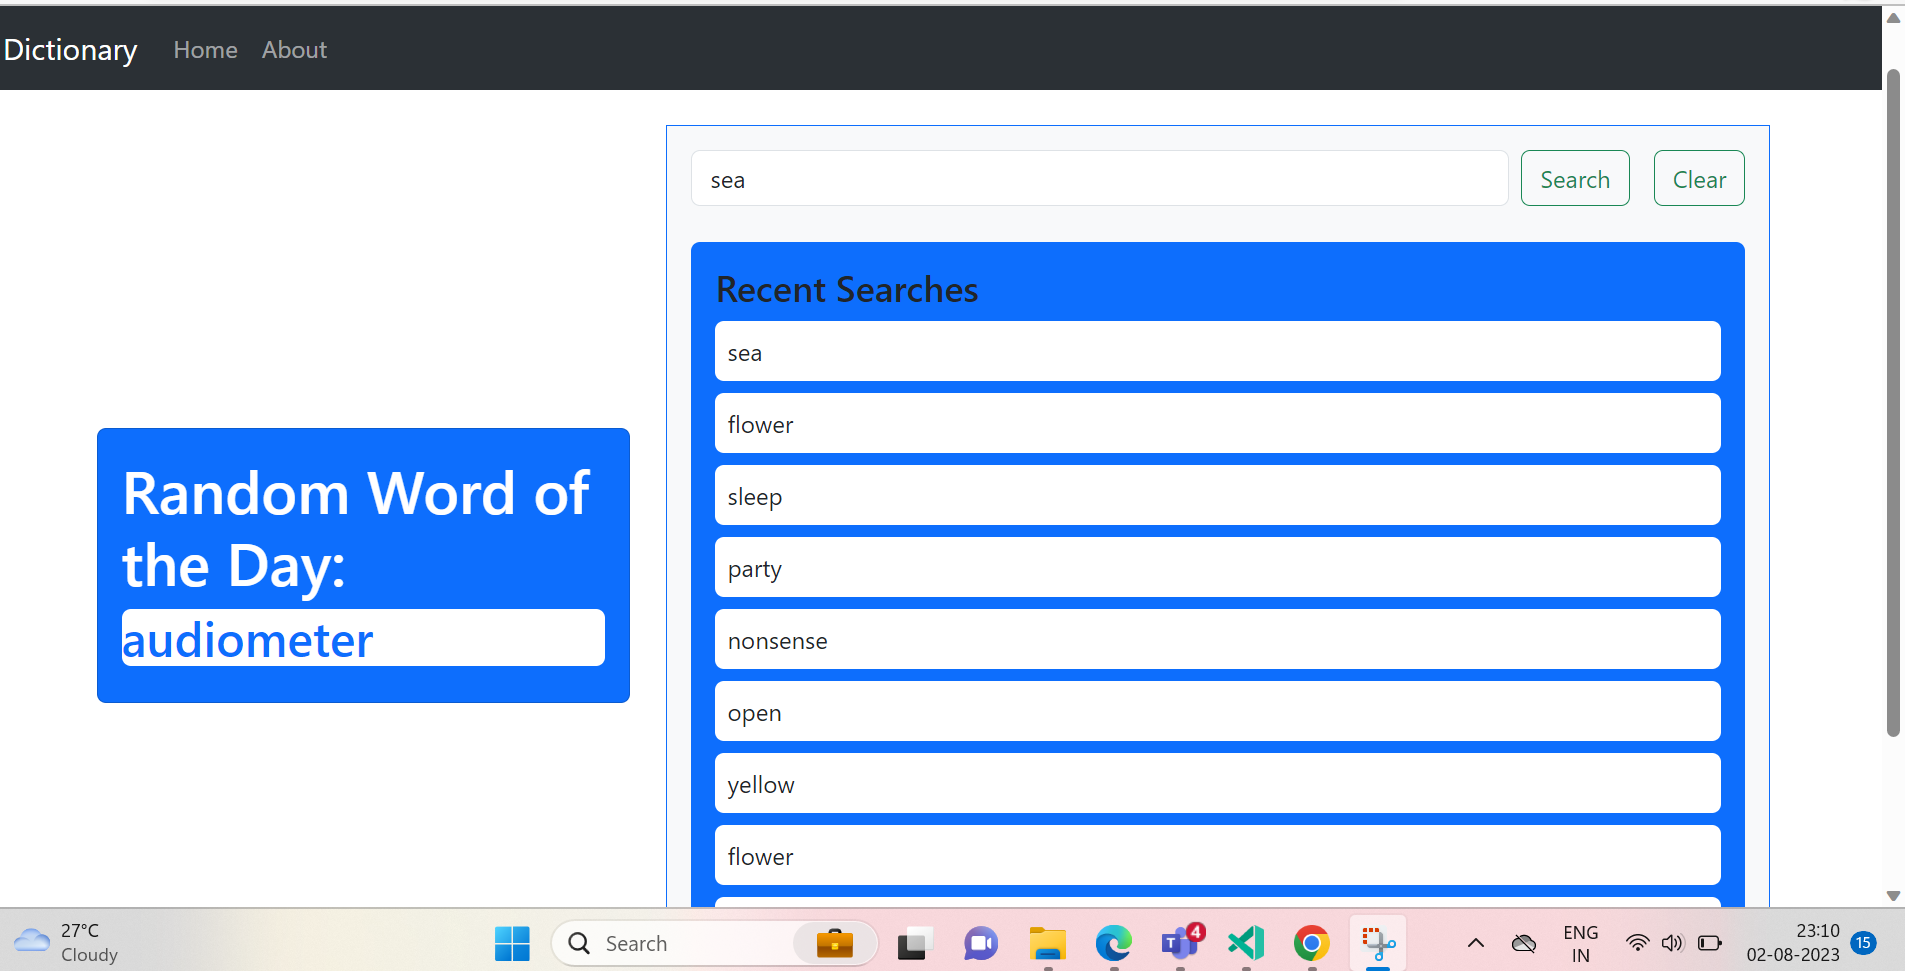 Dictionary Home About
sea Search Clear
Recent Searches
sea
flower
sleep
party
nonsense
open
yellow
flower
Random Word of
the Day:
audiometer
27°C
Cloudy
Search
T 4
ENG
IN
23:10
02-08-2023
15